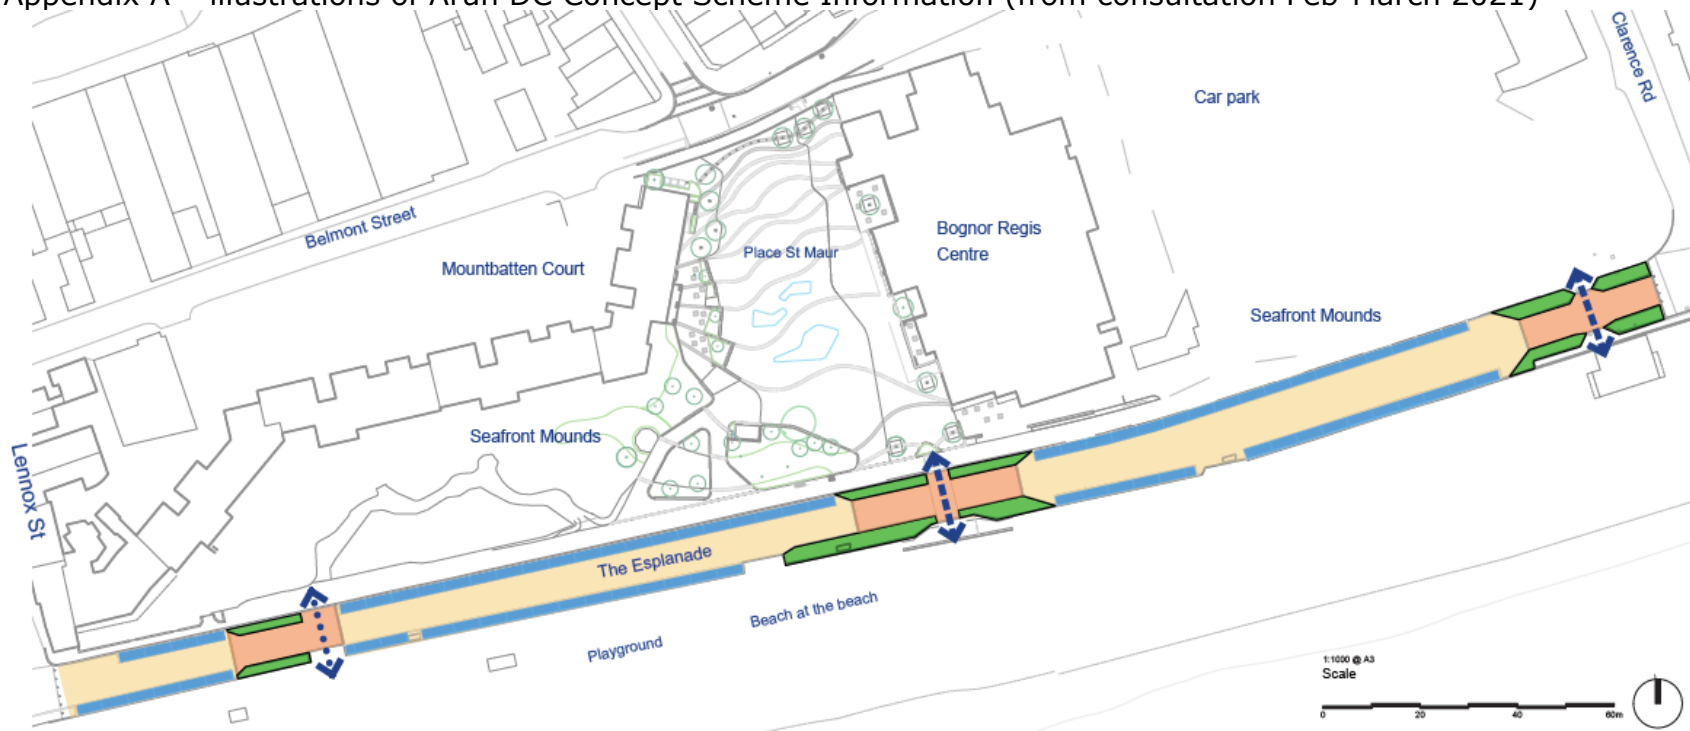 Appendix A – illustrations of Arun DC Concept Scheme Information (from consultation Feb-March 2021)
Clarence Rd
Car park
Belmont Street
Mountbatten Court
Place St Maur
Bognor Regis
Centre
Seafront Mounds
Seafront Mounds
Lennox St
The Esplanade
Beach at the beach
Playground
1:1000 @ A3
Scale
0 20 40 60m